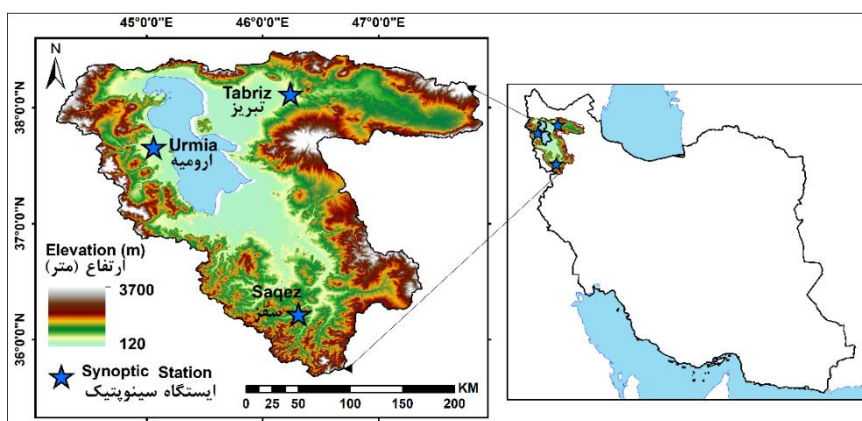 45°0'0"
46°0'0"
47°0'0"
N
38°0'0"N
37°0'0"N
36°0'0"N
Tabriz
تبریز
Urmia
ارومیه
Saqez
سقز
Elevation (m)
ارتفاع (متر)
3700
120
Synoptic Station
ایستگاه سینوپتیک
KM
0 25 50 100 150 200